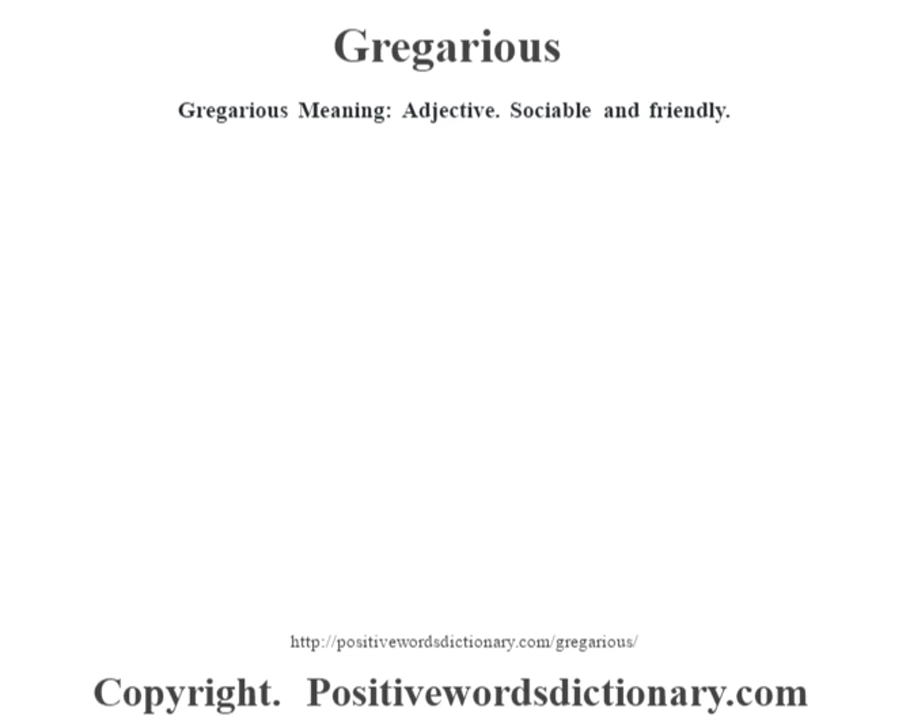 Gregarious
Gregarious Meaning: Adjective. Sociable and friendly.
http://positivewordsdictionary.com/gregarious/
Copyright. Positivewordsdictionary.com